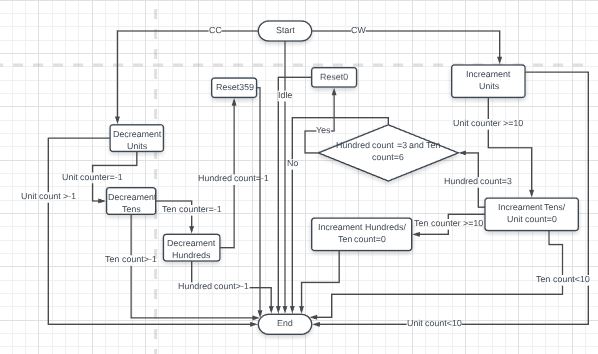 CC
Start
CW
Reset359
Idle
Reset0
Increament
Units
Decreament
Units
Yes
Hundred count =3 and Ten
count=6
Unit counter >=10
No
Unit counter=-1
Hundred count=-1
Hundred count=3
Unit count >-1
Decreament
Tens
Ten counter=-1
Increament Tens/
Unit count=0
Increament Hundreds/
Ten count=0
Ten counter >=10
Decreament
Hundreds
Ten count>-1
Hundred count>-1
Ten count<10
End
Unit count<10